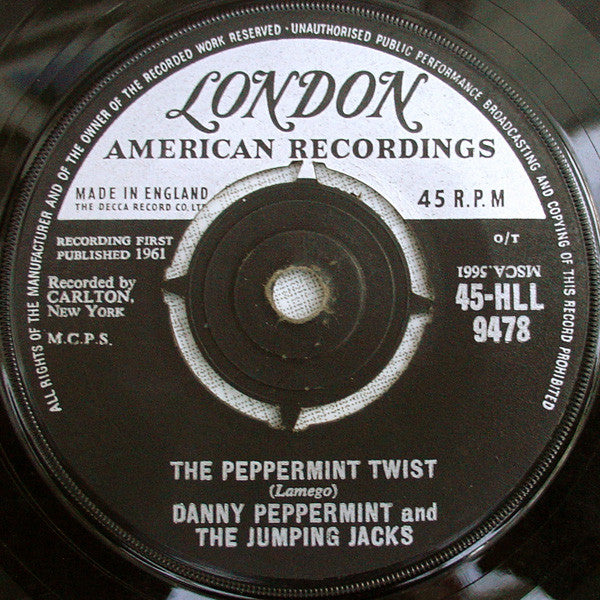 ALL RIGHTS OF THE MANUFACTURER AND OF THE OWNER OF THE RECORDED WORK RESERVED · UNAUTHORISED PUBLIC PERFORMANCE BROADCASTING AND COPYING OF THIS RECORD PROHIBITED
LONDON
AMERICAN RECORDINGS
MADE IN ENGLAND
THE DECCA RECORD CO. LTD
45 R.P.M
RECORDING FIRST
PUBLISHED 1961
O/T
Recorded by
CARLTON,
New York
M.C.P.S.
MSCA.5661
45-HLL
9478
THE PEPPERMINT TWIST
(Lamego)
DANNY PEPPERMINT and
THE JUMPING JACKS